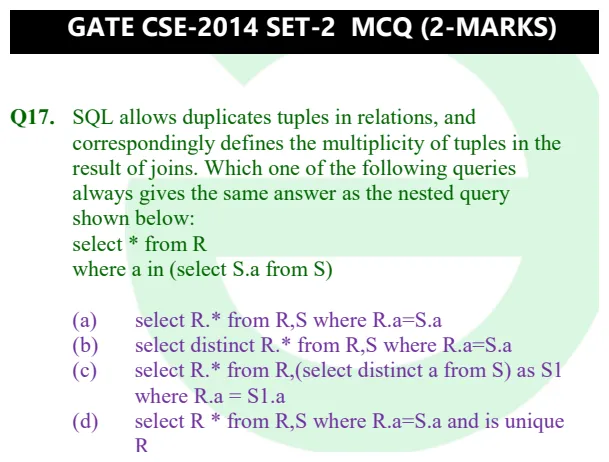 GATE CSE-2014 SET-2 MCQ (2-MARKS)
Q17. SQL allows duplicates tuples in relations, and
correspondingly defines the multiplicity of tuples in the
result of joins. Which one of the following queries
always gives the same answer as the nested query
shown below:
select * from R
where a in (select S.a from S)
(a) select R.* from R,S where R.a=S.a
(b) select distinct R.* from R,S where R.a=S.a
(c) select R.* from R,(select distinct a from S) as S1
where R.a = S1.a
(d) select R * from R,S where R.a=S.a and is unique
R